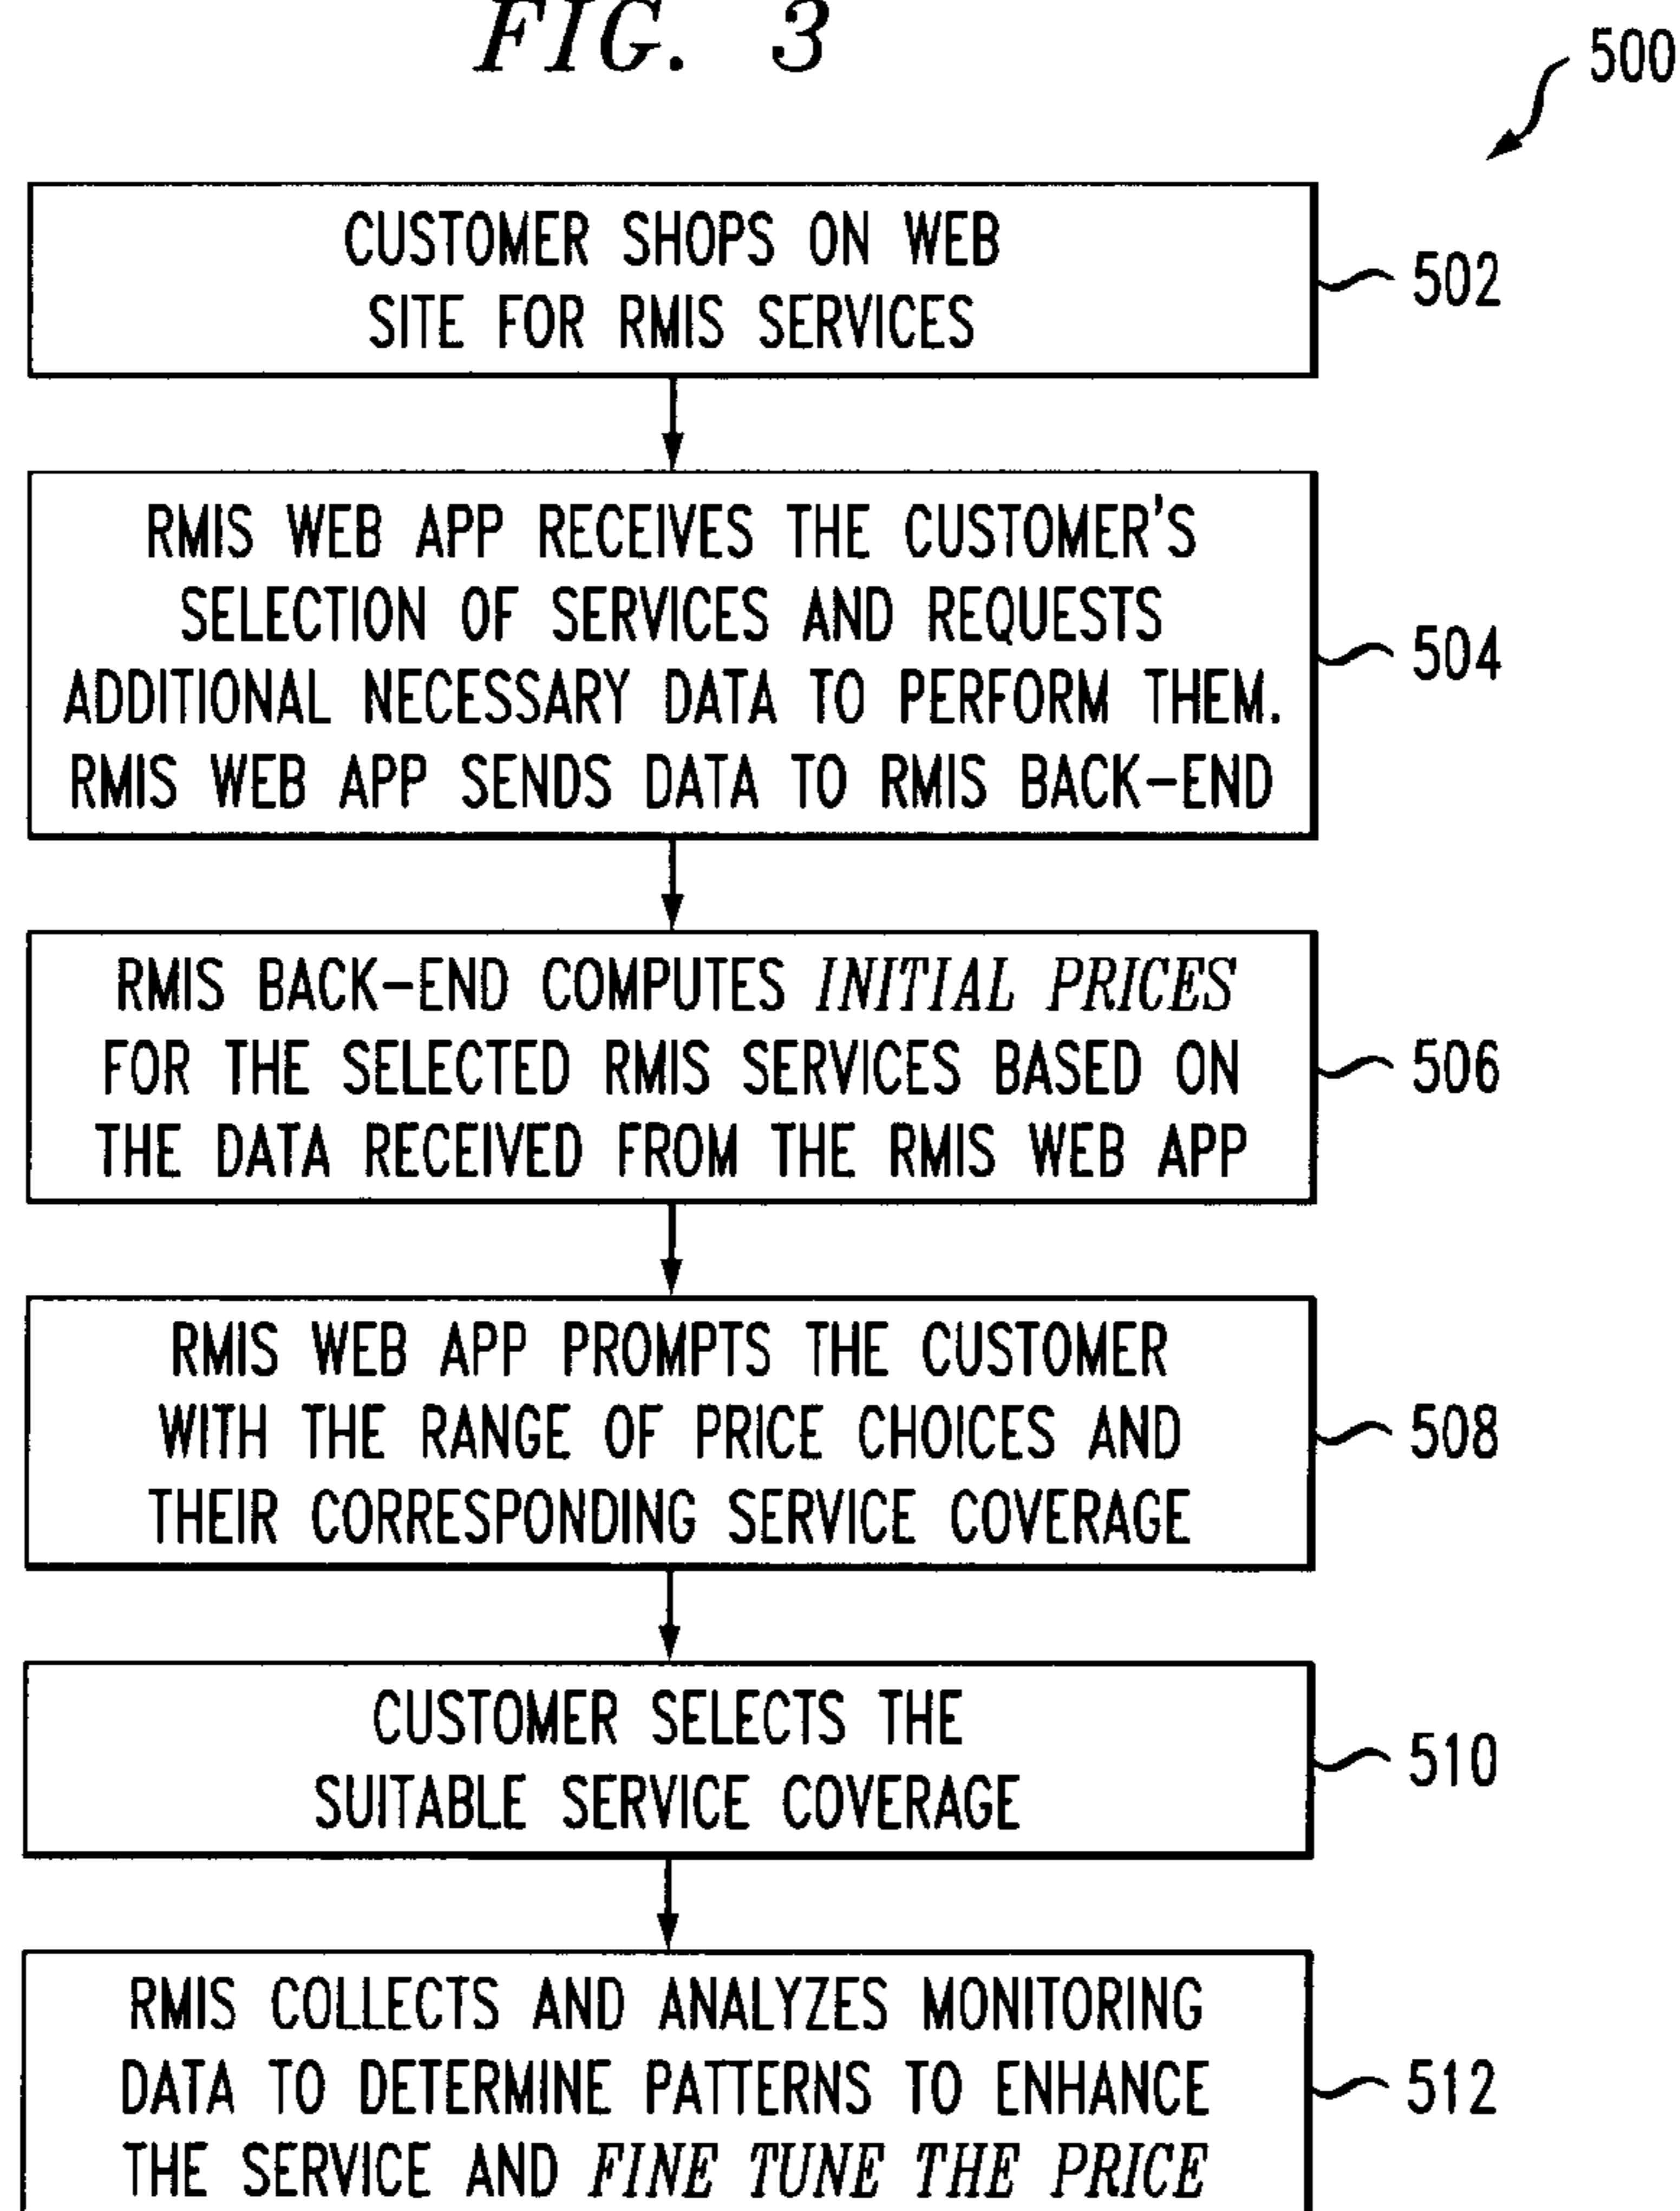 FIG. 3
500
CUSTOMER SHOPS ON WEB
SITE FOR RMIS SERVICES
502
RMIS WEB APP RECEIVES THE CUSTOMER'S
SELECTION OF SERVICES AND REQUESTS
ADDITIONAL NECESSARY DATA TO PERFORM THEM.
RMIS WEB APP SENDS DATA TO RMIS BACK-END
504
RMIS BACK-END COMPUTES INITIAL PRICES
FOR THE SELECTED RMIS SERVICES BASED ON
THE DATA RECEIVED FROM THE RMIS WEB APP
506
RMIS WEB APP PROMPTS THE CUSTOMER
WITH THE RANGE OF PRICE CHOICES AND
THEIR CORRESPONDING SERVICE COVERAGE
508
CUSTOMER SELECTS THE
SUITABLE SERVICE COVERAGE
510
RMIS COLLECTS AND ANALYZES MONITORING
DATA TO DETERMINE PATTERNS TO ENHANCE
THE SERVICE AND FINE TUNE THE PRICE
512